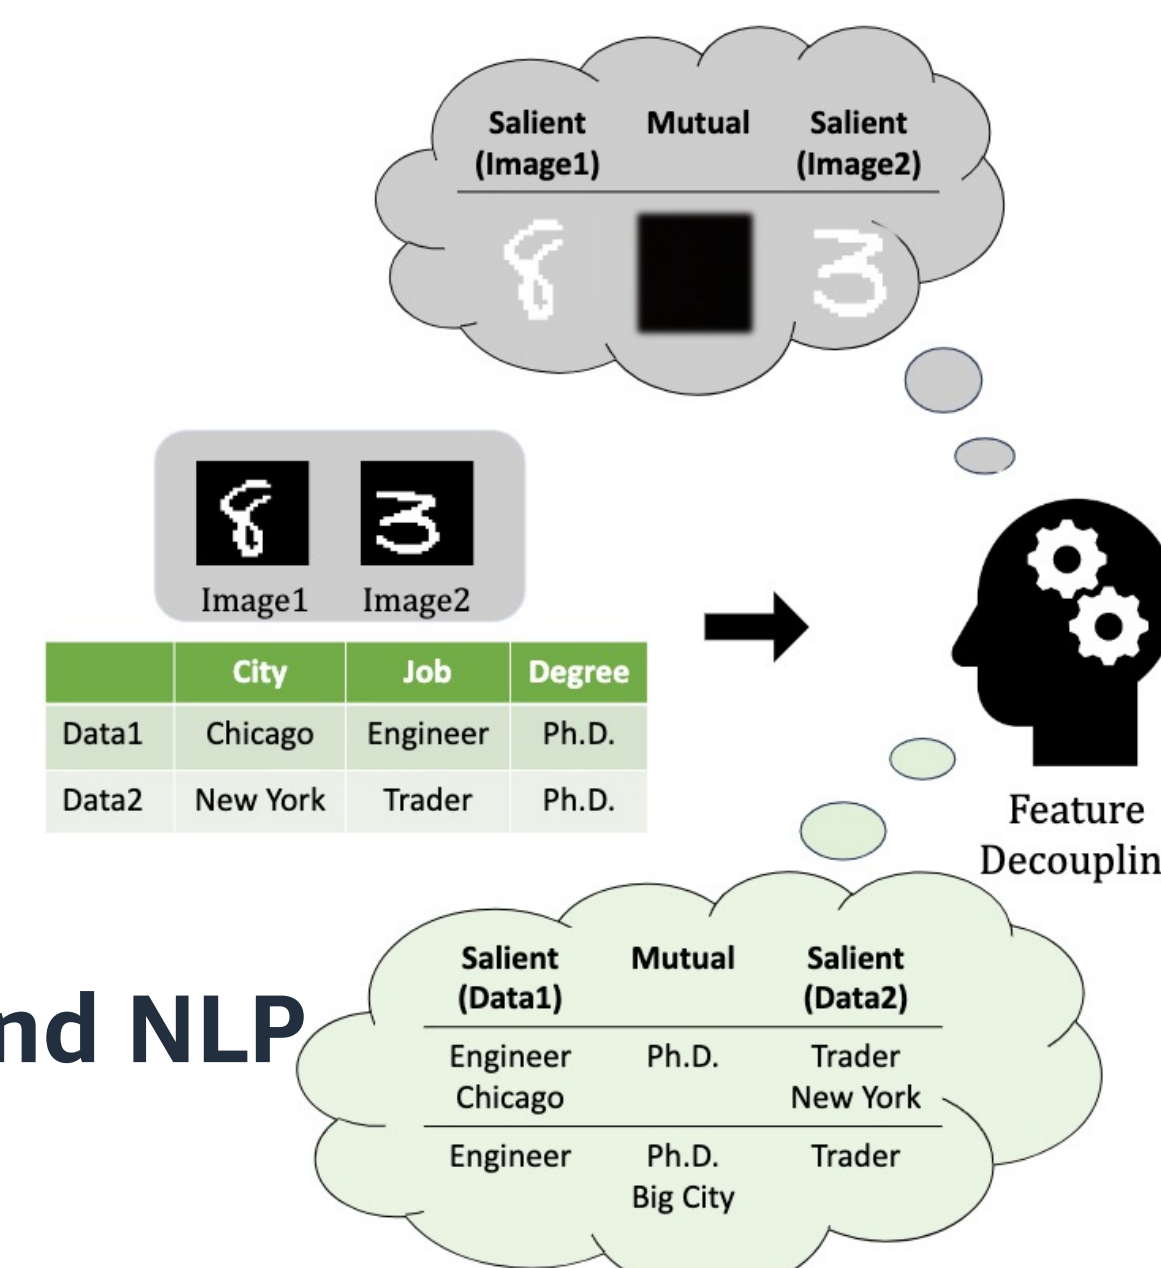 Salient Mutual Salient
(Image1) (Image2)
Image1 Image2
City Job Degree
Data1 Chicago Engineer Ph.D.
Data2 New York Trader Ph.D.
Feature
Decouplin
Salient Mutual Salient
(Data1) (Data2)
nd NLP
Engineer Ph.D. Trader
Chicago New York
Engineer Ph.D. Trader
Big City